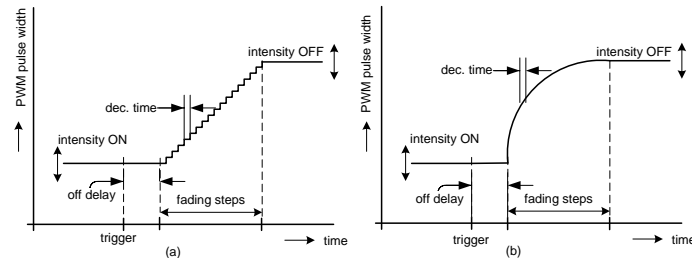 PWM pulse width
intensity OFF
dec. time
intensity ON
off delay
fading steps
trigger
time
(a)
PWM pulse width
intensity OFF
dec. time
intensity ON
off delay
fading steps
trigger
time
(b)